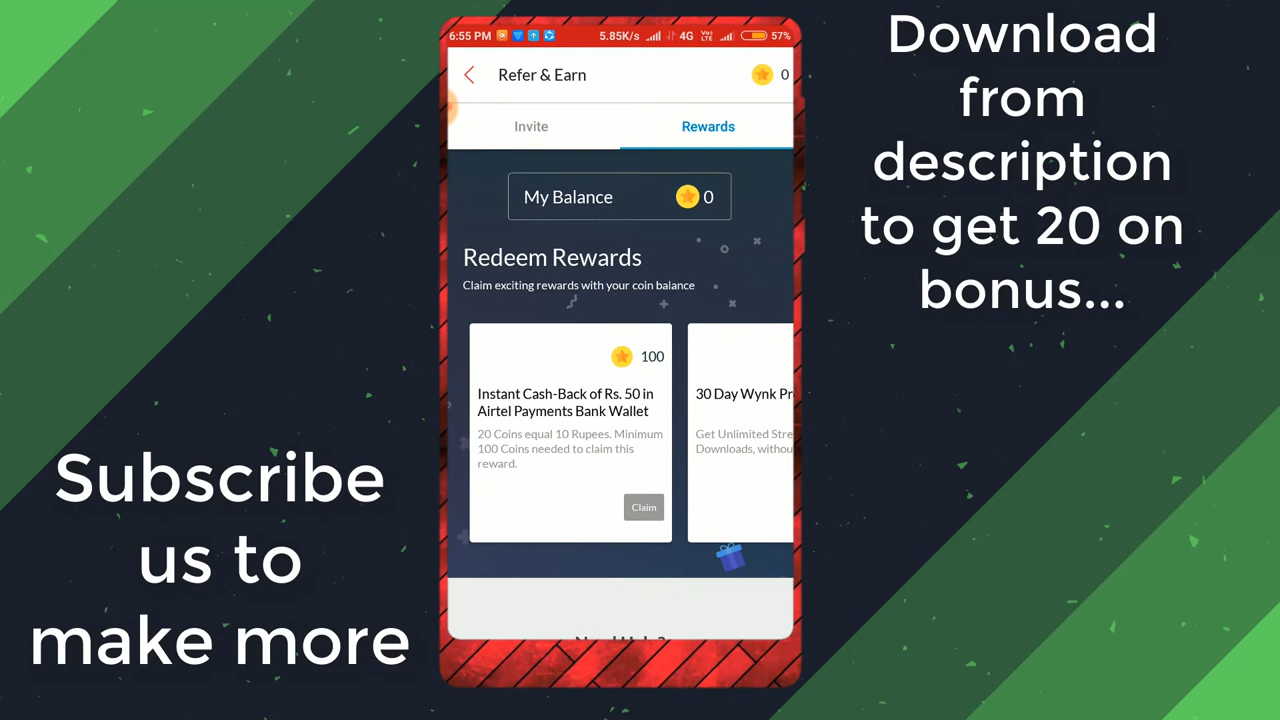 6:55 PM 5.85K/s 4G VoLTE 57%
Refer & Earn 0
Invite Rewards
My Balance 0
Redeem Rewards
Claim exciting rewards with your coin balance
100
Instant Cash-Back of Rs. 50 in
Airtel Payments Bank Wallet
20 Coins equal 10 Rupees. Minimum
100 Coins needed to claim this
reward.
Claim
30 Day Wynk Pr
Get Unlimited Stre
Downloads, withou
Download
from
description
to get 20 on
bonus...
Subscribe
us to
make more